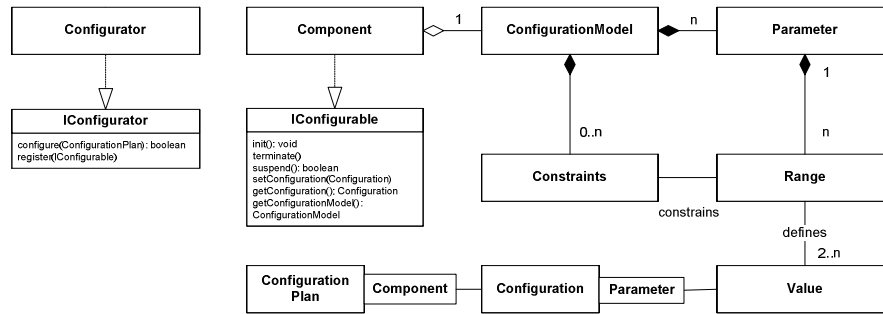 Configurator
Component
1
ConfigurationModel
n
Parameter
1
IConfigurator
configure(ConfigurationPlan): boolean
register(IConfigurable)
IConfigurable
init(): void
terminate()
suspend(): boolean
setConfiguration(Configuration)
getConfiguration(); Configuration
getConfigurationModel():
ConfigurationModel
0..n
n
Constraints
constrains
Range
defines
2..n
Configuration
Plan
Component
Configuration
Parameter
Value